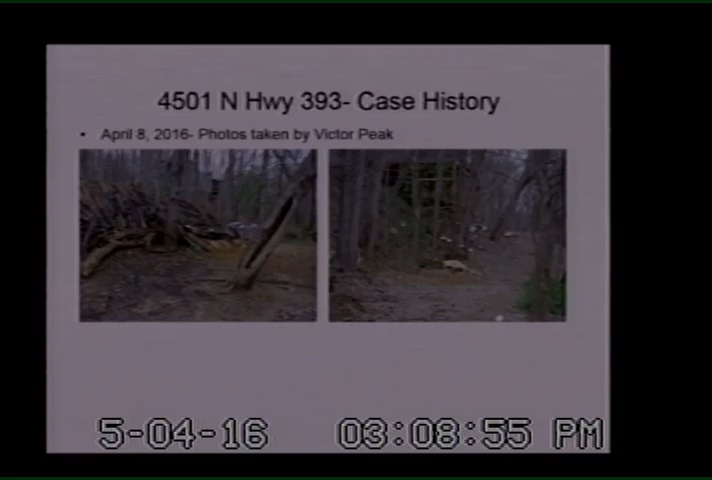 4501 N Hwy 393- Case History
• April 8, 2016- Photos taken by Victor Peak
5-04-16 03:08:55 PM